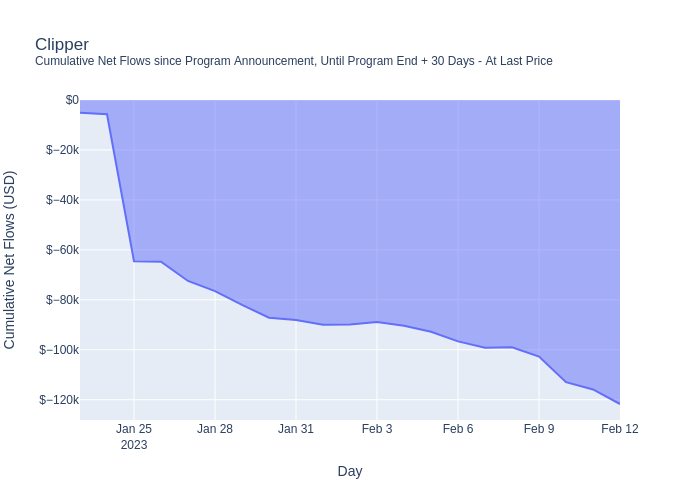 Clipper
Cumulative Net Flows since Program Announcement, Until Program End + 30 Days - At Last Price
Cumulative Net Flows (USD)
$0
$−20k
$−40k
$−60k
$−80k
$−100k
$−120k
Jan 25
2023
Jan 28
Jan 31
Feb 3
Feb 6
Feb 9
Feb 12
Day